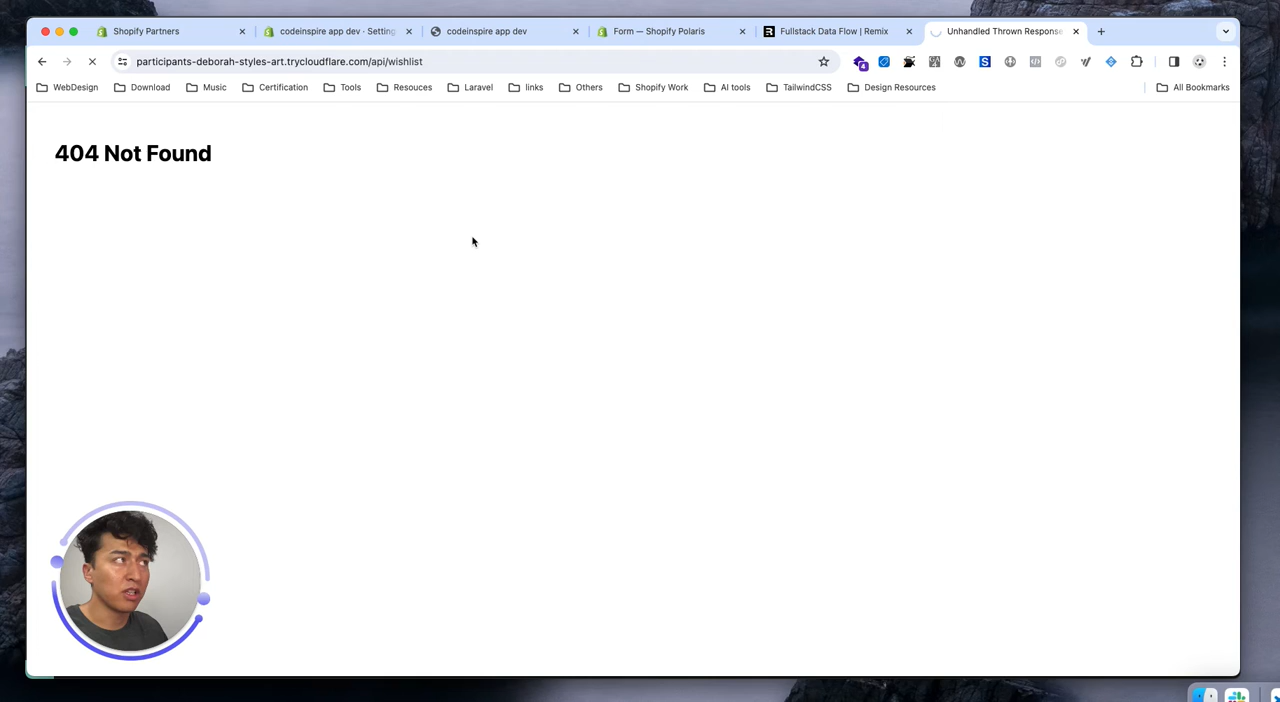 Shopify Partners
codeinspire app dev · Setting
codeinspire app dev
Form — Shopify Polaris
Fullstack Data Flow | Remix
Unhandled Thrown Response
participants-deborah-styles-art.trycloudflare.com/api/wishlist
4
S
WebDesign
Download
Music
Certification
Tools
Resouces
Laravel
links
Others
Shopify Work
AI tools
TailwindCSS
Design Resources
All Bookmarks
404 Not Found